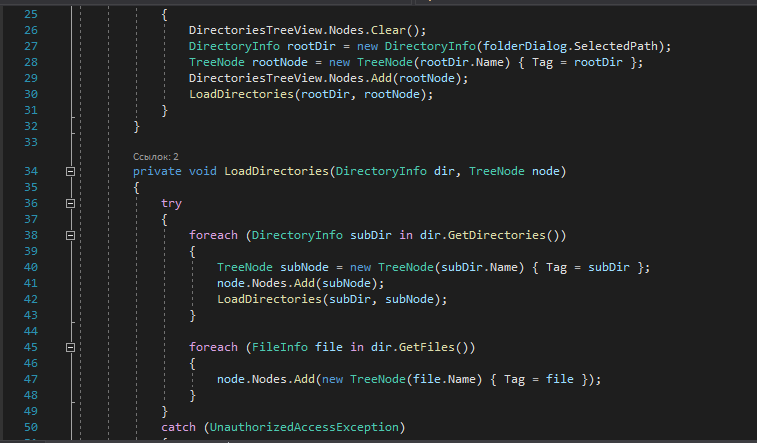 25 {
26 DirectoriesTreeView.Nodes.Clear();
27 DirectoryInfo rootDir = new DirectoryInfo(folderDialog.SelectedPath);
28 TreeNode rootNode = new TreeNode(rootDir.Name) { Tag = rootDir };
29 DirectoriesTreeView.Nodes.Add(rootNode);
30 LoadDirectories(rootDir, rootNode);
31 }
32 }
33
Ссылок: 2
34 private void LoadDirectories(DirectoryInfo dir, TreeNode node)
35 {
36 try
37 {
38 foreach (DirectoryInfo subDir in dir.GetDirectories())
39 {
40 TreeNode subNode = new TreeNode(subDir.Name) { Tag = subDir };
41 node.Nodes.Add(subNode);
42 LoadDirectories(subDir, subNode);
43 }
44
45 foreach (FileInfo file in dir.GetFiles())
46 {
47 node.Nodes.Add(new TreeNode(file.Name) { Tag = file });
48 }
49 }
50 catch (UnauthorizedAccessException)